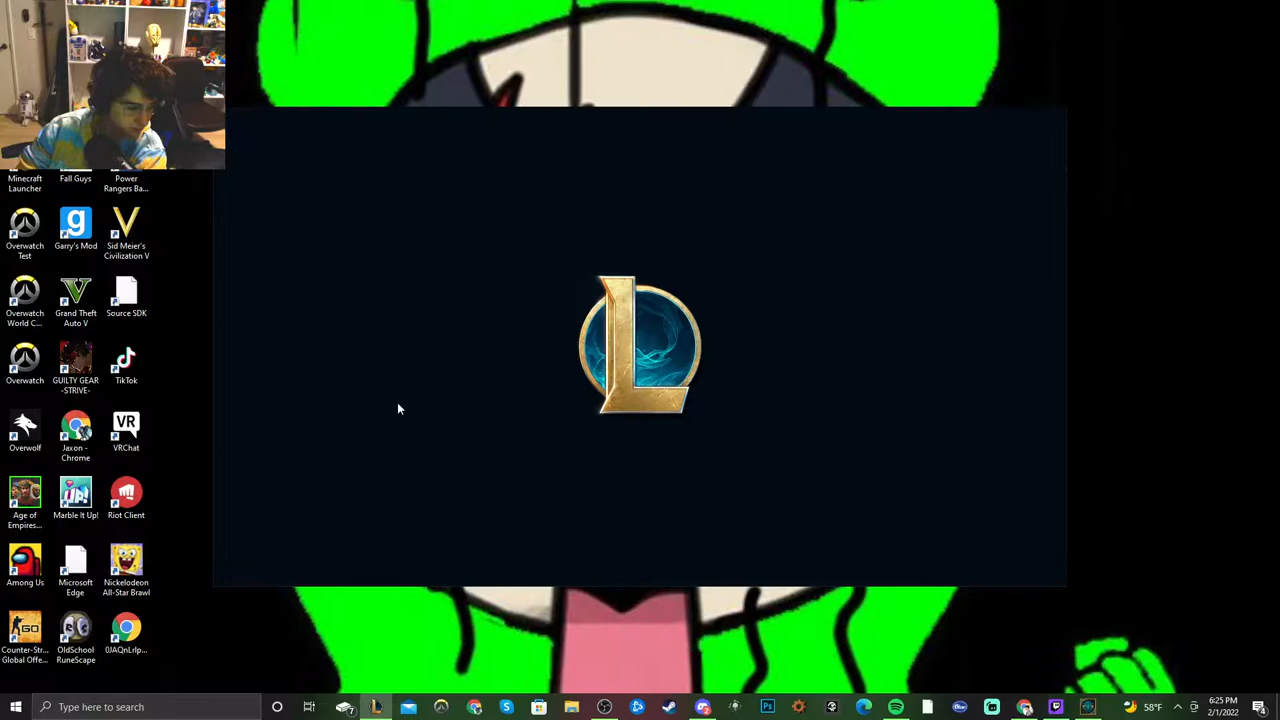 Minecraft
Launcher
Fall Guys
Power
Rangers Ba...
Overwatch
Test
Garry's Mod
Sid Meier's
Civilization V
Overwatch
World C...
Grand Theft
Auto V
Source SDK
Overwatch
GUILTY GEAR
-STRIVE-
TikTok
Overwolf
Jaxon -
Chrome
VR
VRChat
Age of
Empires...
UP!
Marble It Up!
Riot Client
Among Us
Microsoft
Edge
Nickelodeon
All-Star Brawl
GO
Counter-Str...
Global Offe...
OldSchool
RuneScape
0JAQnLrlp...
L
Type here to search
58°F
6:25 PM
2/1/2022